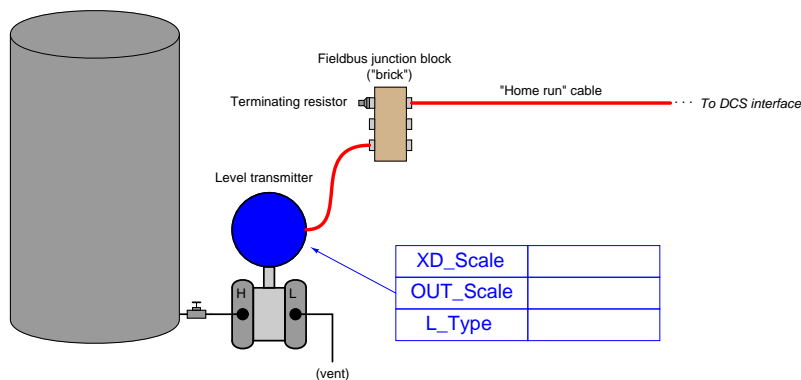 Fieldbus junction block
("brick")
Terminating resistor
"Home run" cable
· · · To DCS interface
Level transmitter
H
L
XD_Scale
OUT_Scale
L_Type
(vent)